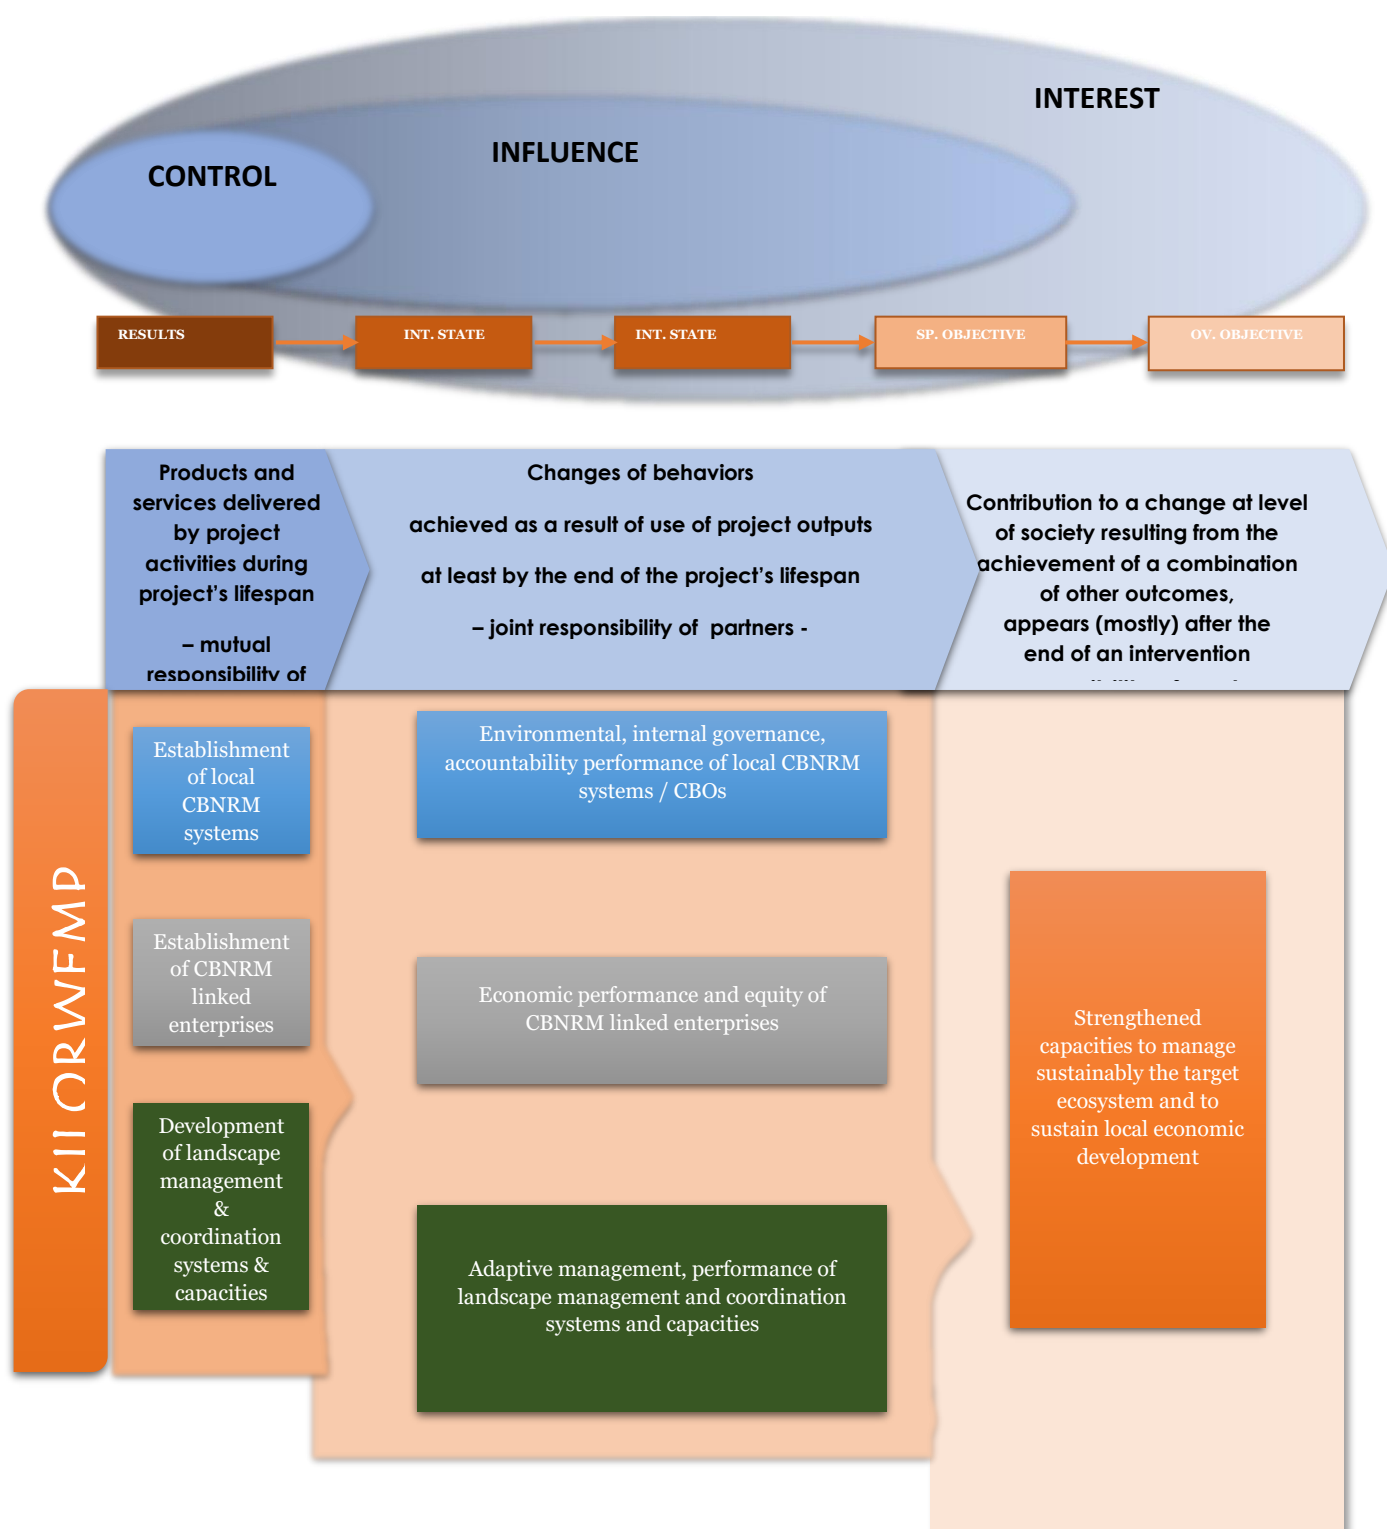 INTEREST
INFLUENCE
CONTROL
RESULTS
INT. STATE
INT. STATE
SP. OBJECTIVE
OV. OBJECTIVE
Products and
services delivered
by project
activities during
project’s lifespan
– mutual
responsibility of
Changes of behaviors
achieved as a result of use of project outputs
at least by the end of the project’s lifespan
– joint responsibility of partners -
Contribution to a change at level
of society resulting from the
achievement of a combination
of other outcomes,
appears (mostly) after the
end of an intervention
KII ORWFMP
Establishment
of local
CBNRM
systems
Establishment
of CBNRM
linked
enterprises
Development
of landscape
management
&
coordination
systems &
capacities
Environmental, internal governance,
accountability performance of local CBNRM
systems / CBOs
Economic performance and equity of
CBNRM linked enterprises
Adaptive management, performance of
landscape management and coordination
systems and capacities
Strengthened
capacities to manage
sustainably the target
ecosystem and to
sustain local economic
development